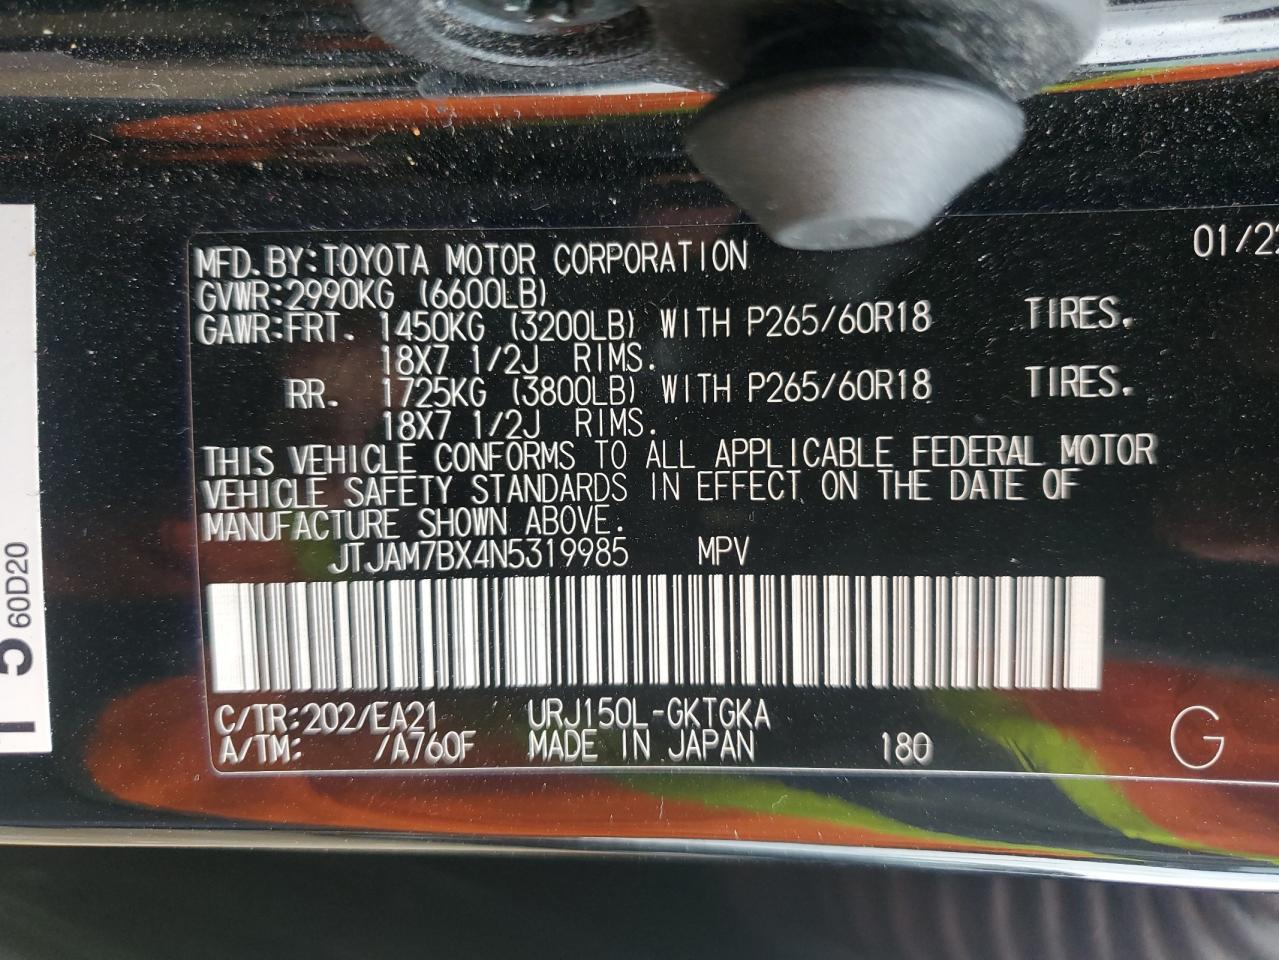 01/22
MFD.BY:TOYOTA MOTOR CORPORATION
GVWR:2990KG (6600LB)
GAWR:FRT. 1450KG (3200LB) WITH P265/60R18 TIRES.
18X7 1/2J RIMS.
RR. 1725KG (3800LB) WITH P265/60R18 TIRES.
18X7 1/2J RIMS.
THIS VEHICLE CONFORMS TO ALL APPLICABLE FEDERAL MOTOR
VEHICLE SAFETY STANDARDS IN EFFECT ON THE DATE OF
MANUFACTURE SHOWN ABOVE.
JTJAM7BX4N5319985 MPV
C/TR:202/EA21 URJ150L-GKTGKA
A/TM: /A760F MADE IN JAPAN 180 G
5 60D20